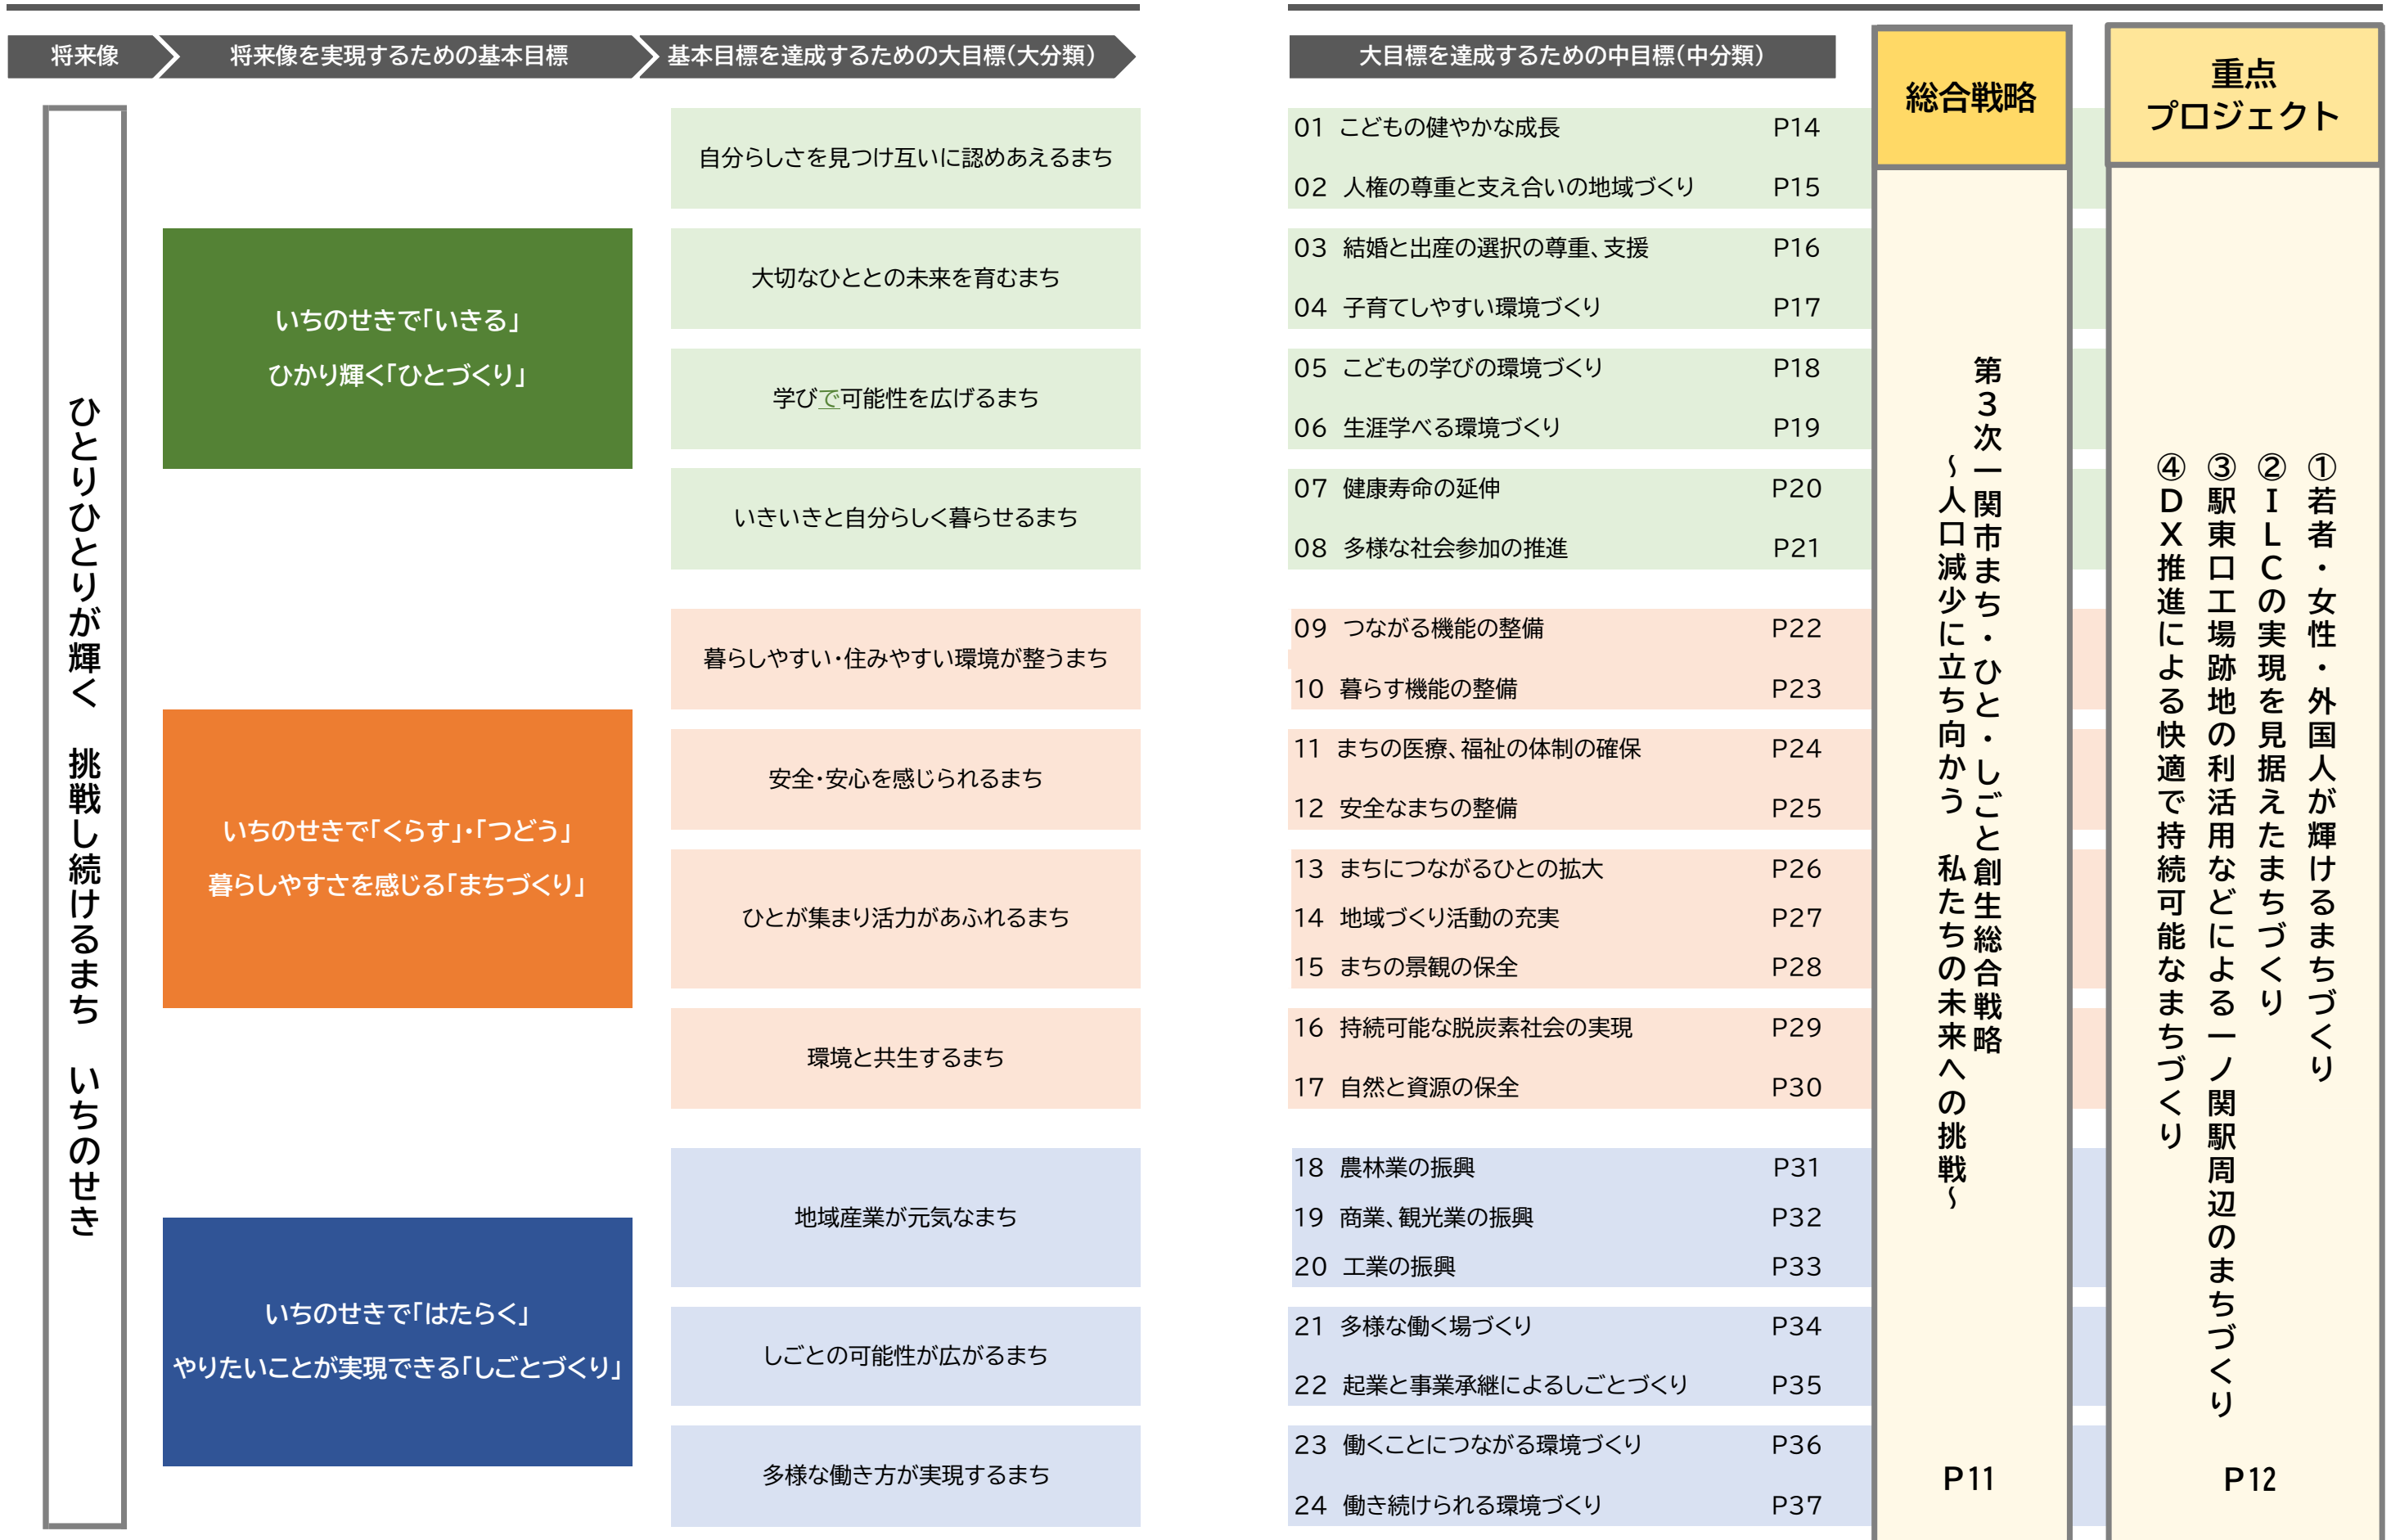 将来像
将来像を実現するための基本目標
基本目標を達成するための大目標(大分類)
大目標を達成するための中目標(中分類)
総合戦略
重点
プロジェクト
ひとりひとりが輝く　挑戦し続けるまち　いちのせき
いちのせきで「いきる」
ひかり輝く「ひとづくり」
自分らしさを見つけ互いに認めあえるまち
01 こどもの健やかな成長 P14
02 人権の尊重と支え合いの地域づくり P15
大切なひととの未来を育むまち
03 結婚と出産の選択の尊重、支援 P16
04 子育てしやすい環境づくり P17
学びで可能性を広げるまち
05 こどもの学びの環境づくり P18
06 生涯学べる環境づくり P19
いきいきと自分らしく暮らせるまち
07 健康寿命の延伸 P20
08 多様な社会参加の推進 P21
いちのせきで「くらす」・「つどう」
暮らしやすさを感じる「まちづくり」
暮らしやすい・住みやすい環境が整うまち
09 つながる機能の整備 P22
10 暮らす機能の整備 P23
安全・安心を感じられるまち
11 まちの医療、福祉の体制の確保 P24
12 安全なまちの整備 P25
ひとが集まり活力があふれるまち
13 まちにつながるひとの拡大 P26
14 地域づくり活動の充実 P27
15 まちの景観の保全 P28
環境と共生するまち
16 持続可能な脱炭素社会の実現 P29
17 自然と資源の保全 P30
いちのせきで「はたらく」
やりたいことが実現できる「しごとづくり」
地域産業が元気なまち
18 農林業の振興 P31
19 商業、観光業の振興 P32
20 工業の振興 P33
しごとの可能性が広がるまち
21 多様な働く場づくり P34
22 起業と事業承継によるしごとづくり P35
多様な働き方が実現するまち
23 働くことにつながる環境づくり P36
24 働き続けられる環境づくり P37
第３次一関市まち・ひと・しごと創生総合戦略
～人口減少に立ち向かう　私たちの未来への挑戦～
P11
①若者・女性・外国人が輝けるまちづくり
②ＩＬＣの実現を見据えたまちづくり
③駅東口工場跡地の利活用などによる一ノ関駅周辺のまちづくり
④ＤＸ推進による快適で持続可能なまちづくり
P12